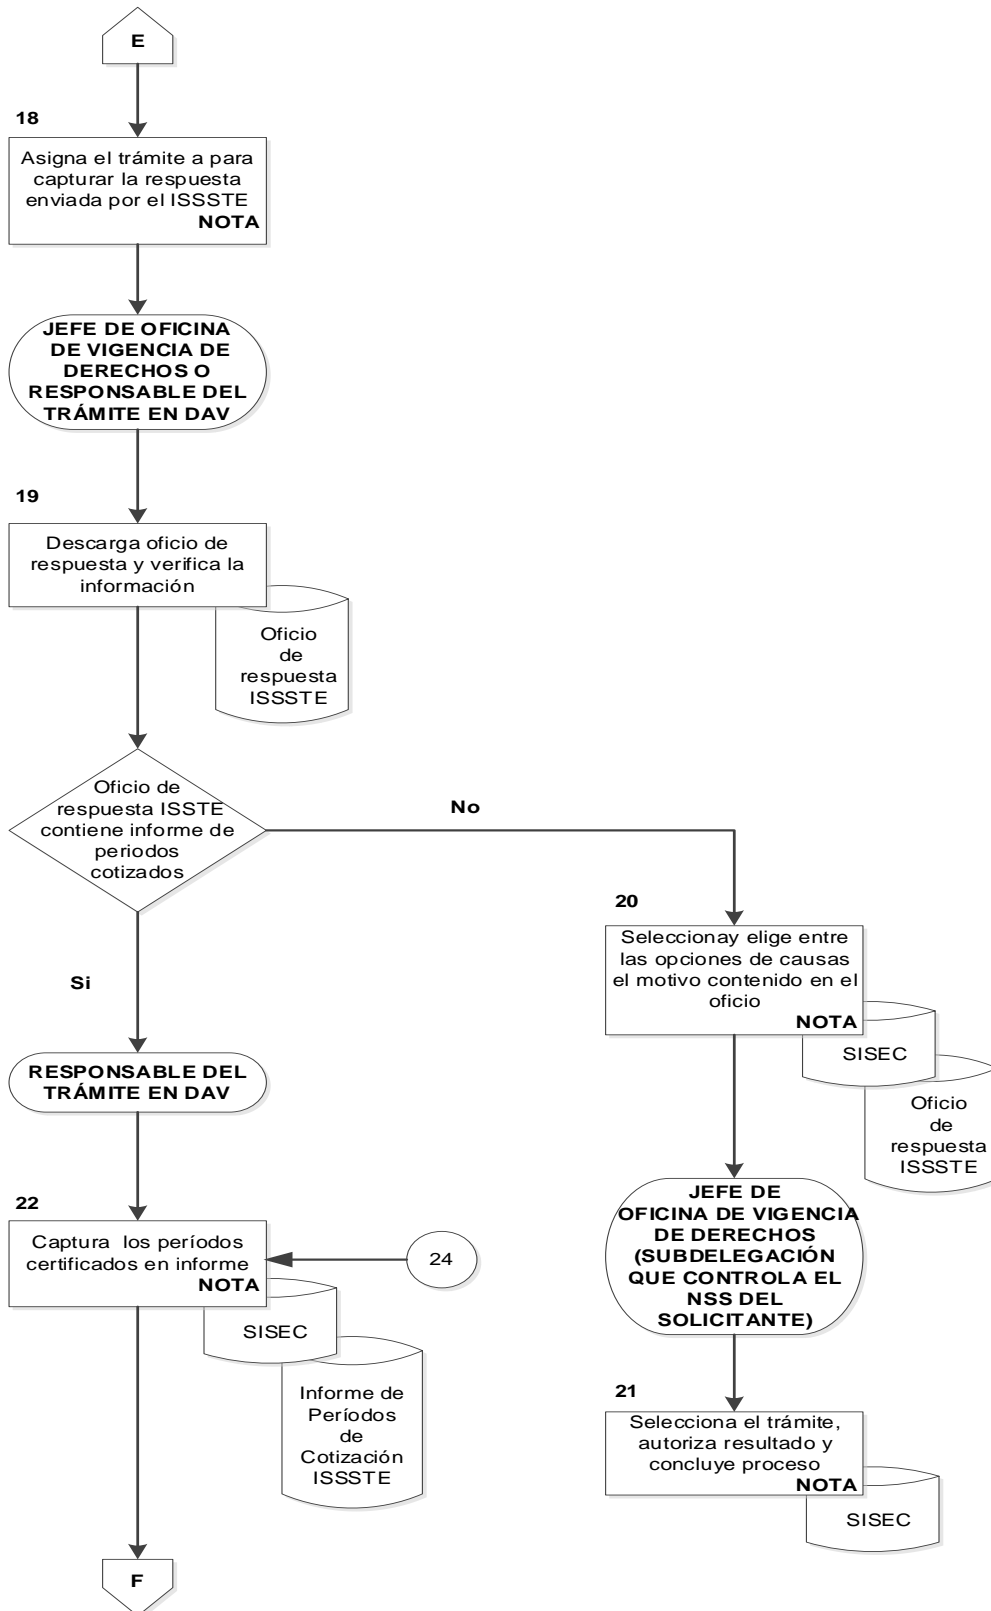 E
18
Asigna el trámite a para
capturar la respuesta
enviada por el ISSSTE
NOTA
JEFE DE OFICINA
DE VIGENCIA DE
DERECHOS O
RESPONSABLE DEL
TRÁMITE EN DAV
19
Descarga oficio de
respuesta y verifica la
información
Oficio
de
respuesta
ISSSTE
Oficio de
respuesta ISSTE
contiene informe de
periodos
cotizados
No
Si
20
Seleccionay elige entre
las opciones de causas
el motivo contenido en el
oficio
NOTA
SISEC
Oficio
de
respuesta
ISSSTE
RESPONSABLE DEL
TRÁMITE EN DAV
JEFE DE
OFICINA DE VIGENCIA
DE DERECHOS
(SUBDELEGACIÓN
QUE CONTROLA EL
NSS DEL
SOLICITANTE)
22
Captura los períodos
certificados en informe
NOTA
24
SISEC
Informe de
Períodos
de
Cotización
ISSSTE
21
Selecciona el trámite,
autoriza resultado y
concluye proceso
NOTA
SISEC
F